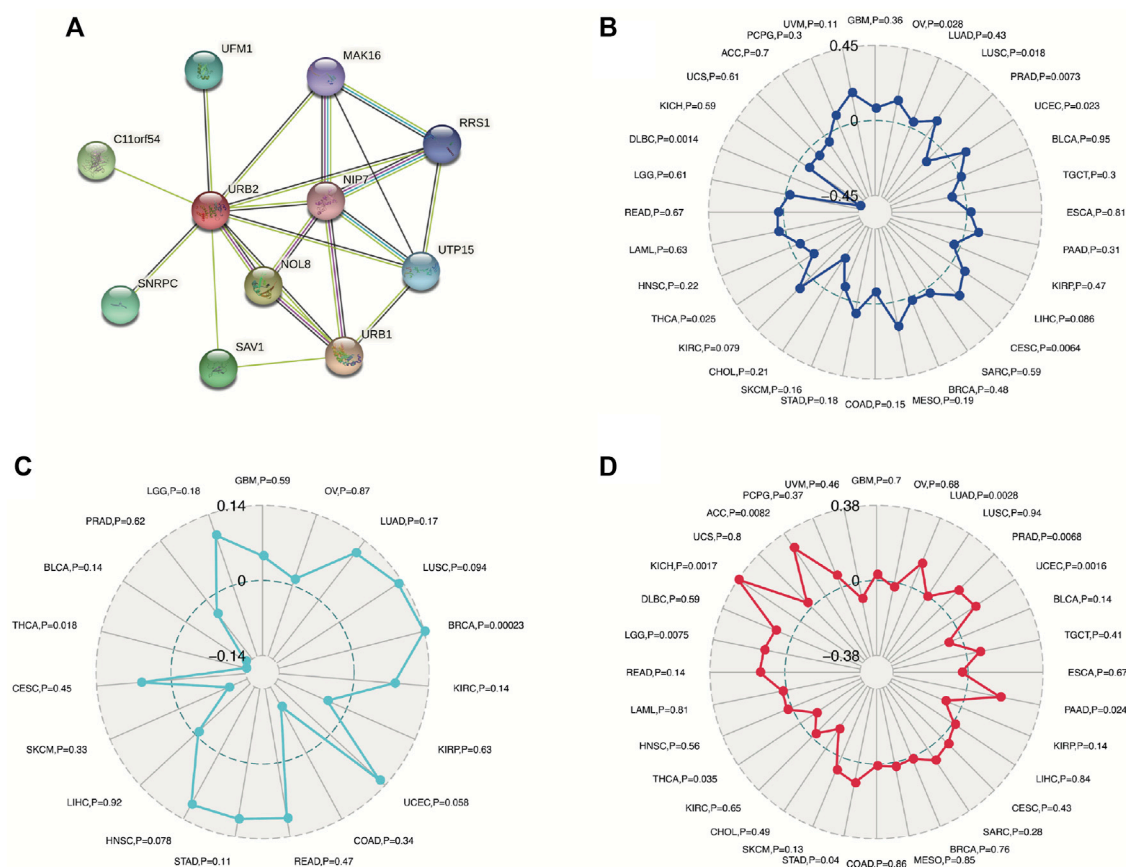 A
UFM1
MAK16
C11orf54
RRS1
URB2
NIP7
SNRPC
NOL8
UTP15
SAV1
URB1
B
UVM,P=0.11
GBM,P=0.36
OV,P=0.028
PCPG,P=0.3
0.45
LUAD,P=0.43
ACC,P=0.7
LUSC,P=0.018
UCS,P=0.61
PRAD,P=0.0073
KICH,P=0.59
0
UCEC,P=0.023
DLBC,P=0.0014
BLCA,P=0.95
LGG,P=0.61
−0.45
TGCT,P=0.3
READ,P=0.67
ESCA,P=0.81
LAML,P=0.63
PAAD,P=0.31
HNSC,P=0.22
KIRP,P=0.47
THCA,P=0.025
LIHC,P=0.086
KIRC,P=0.079
CESC,P=0.0064
CHOL,P=0.21
SARC,P=0.59
SKCM,P=0.16
BRCA,P=0.48
STAD,P=0.18
COAD,P=0.15
MESO,P=0.19
C
LGG,P=0.18
GBM,P=0.59
OV,P=0.87
0.14
PRAD,P=0.62
LUAD,P=0.17
BLCA,P=0.14
0
LUSC,P=0.094
THCA,P=0.018
−0.14
BRCA,P=0.00023
CESC,P=0.45
KIRC,P=0.14
SKCM,P=0.33
KIRP,P=0.63
LIHC,P=0.92
UCEC,P=0.058
HNSC,P=0.078
COAD,P=0.34
STAD,P=0.11
READ,P=0.47
D
UVM,P=0.46
GBM,P=0.7
OV,P=0.68
PCPG,P=0.37
0.38
LUAD,P=0.0028
ACC,P=0.0082
LUSC,P=0.94
UCS,P=0.8
PRAD,P=0.0068
KICH,P=0.0017
0
UCEC,P=0.0016
DLBC,P=0.59
BLCA,P=0.14
LGG,P=0.0075
−0.38
TGCT,P=0.41
READ,P=0.14
ESCA,P=0.67
LAML,P=0.81
PAAD,P=0.024
HNSC,P=0.56
KIRP,P=0.14
THCA,P=0.035
LIHC,P=0.84
KIRC,P=0.65
CESC,P=0.43
CHOL,P=0.49
SARC,P=0.28
SKCM,P=0.13
BRCA,P=0.76
STAD,P=0.04
COAD,P=0.86
MESO,P=0.85